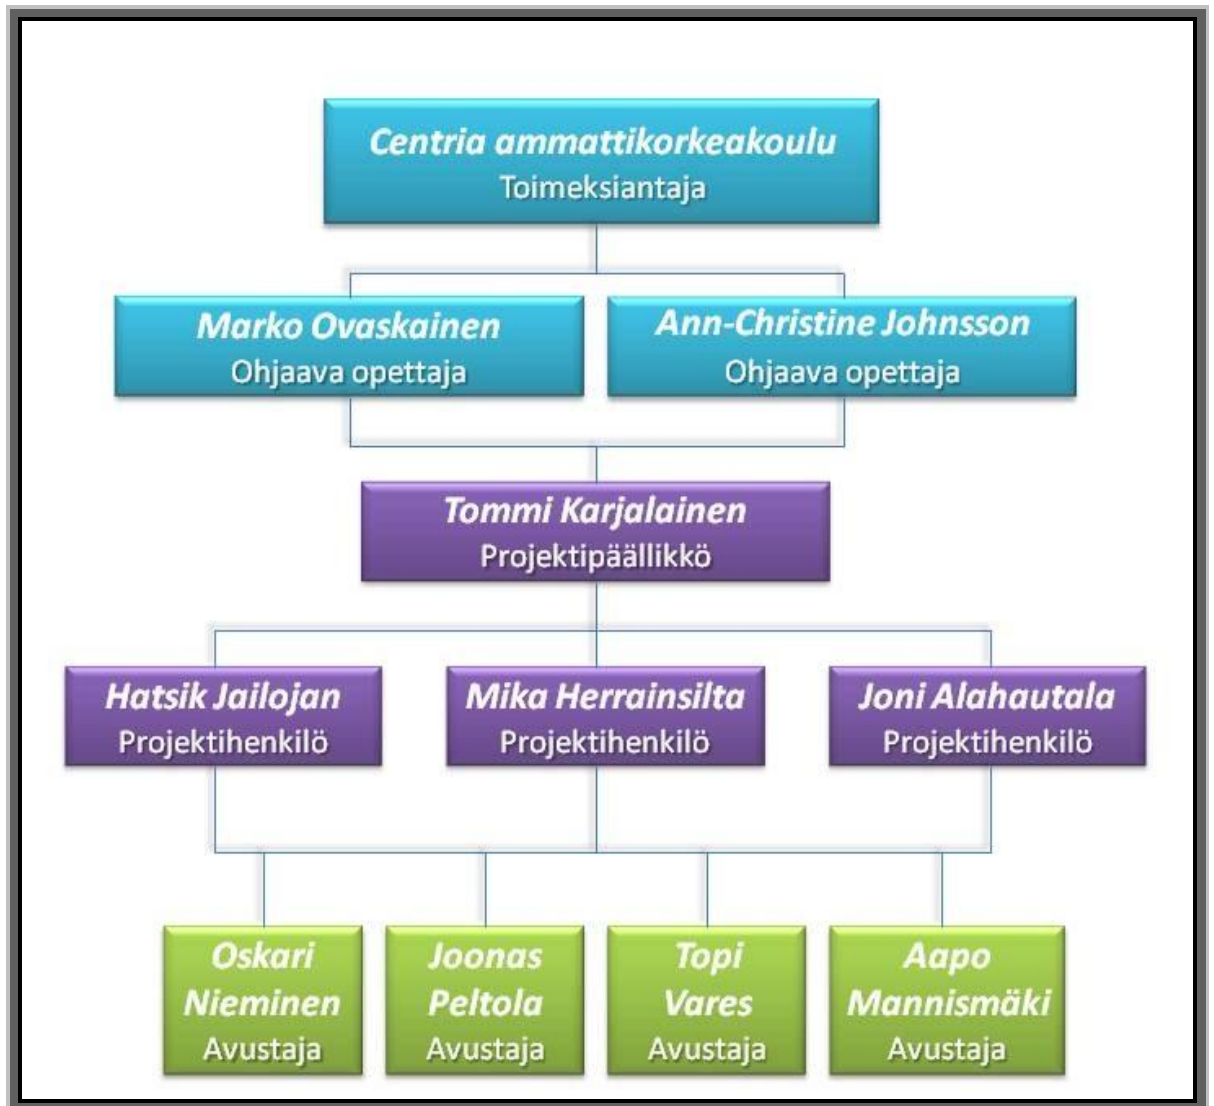 Centria ammattikorkeakoulu
Toimeksiantaja
Marko Ovaskainen
Ohjaava opettaja
Ann-Christine Johnsson
Ohjaava opettaja
Tommi Karjalainen
Projektipäällikkö
Hatsik Jailojan
Projektihenkilö
Mika Herrainsilta
Projektihenkilö
Joni Alahautala
Projektihenkilö
Oskari
Nieminen
Avustaja
Joonas
Peltola
Avustaja
Topi
Vares
Avustaja
Aapo
Mannismäki
Avustaja